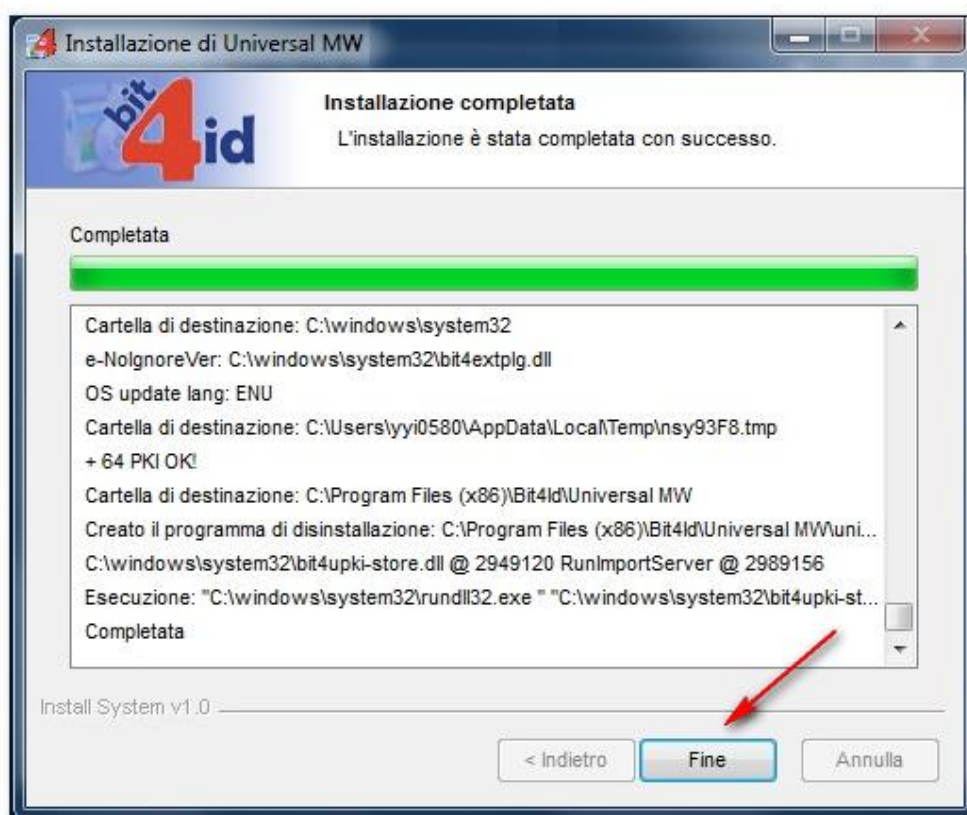 Installazione di Universal MW
bit
4id
Installazione completata
L'installazione è stata completata con successo.
Completata
Cartella di destinazione: C:\windows\system32
e-NoIgnoreVer: C:\windows\system32\bit4extplg.dll
OS update lang: ENU
Cartella di destinazione: C:\Users\yyi0580\AppData\Local\Temp\nsy93F8.tmp
+ 64 PKI OK!
Cartella di destinazione: C:\Program Files (x86)\Bit4Id\Universal MW
Creato il programma di disinstallazione: C:\Program Files (x86)\Bit4Id\Universal MW\uni...
C:\windows\system32\bit4upki-store.dll @ 2949120 RunImportServer @ 2989156
Esecuzione: "C:\windows\system32\rundll32.exe " "C:\windows\system32\bit4upki-st...
Completata
Install System v1.0
< Indietro Fine Annulla